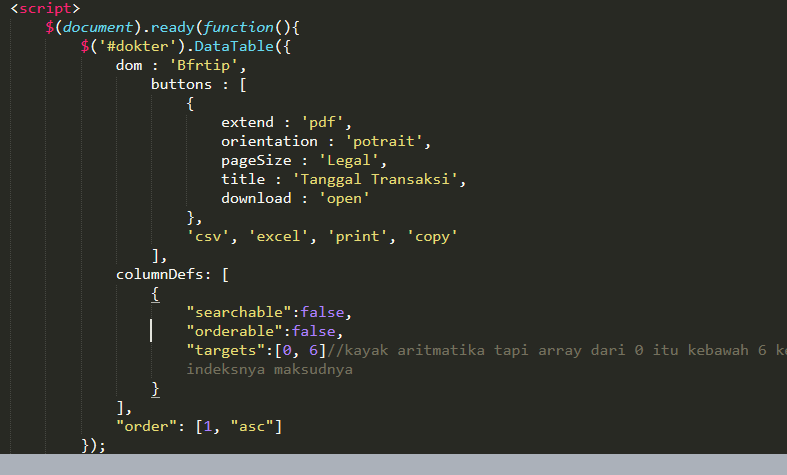 <script>
$(document).ready(function(){
$('#dokter').DataTable({
dom : 'Bfrtip',
buttons : [
{
extend : 'pdf',
orientation : 'potrait',
pageSize : 'Legal',
title : 'Tanggal Transaksi',
download : 'open'
},
'csv', 'excel', 'print', 'copy'
],
columnDefs: [
{
"searchable":false,
"orderable":false,
"targets":[0, 6]//kayak aritmatika tapi array dari 0 itu kebawah 6
indeksnya maksudnya
}
],
"order": [1, "asc"]
});